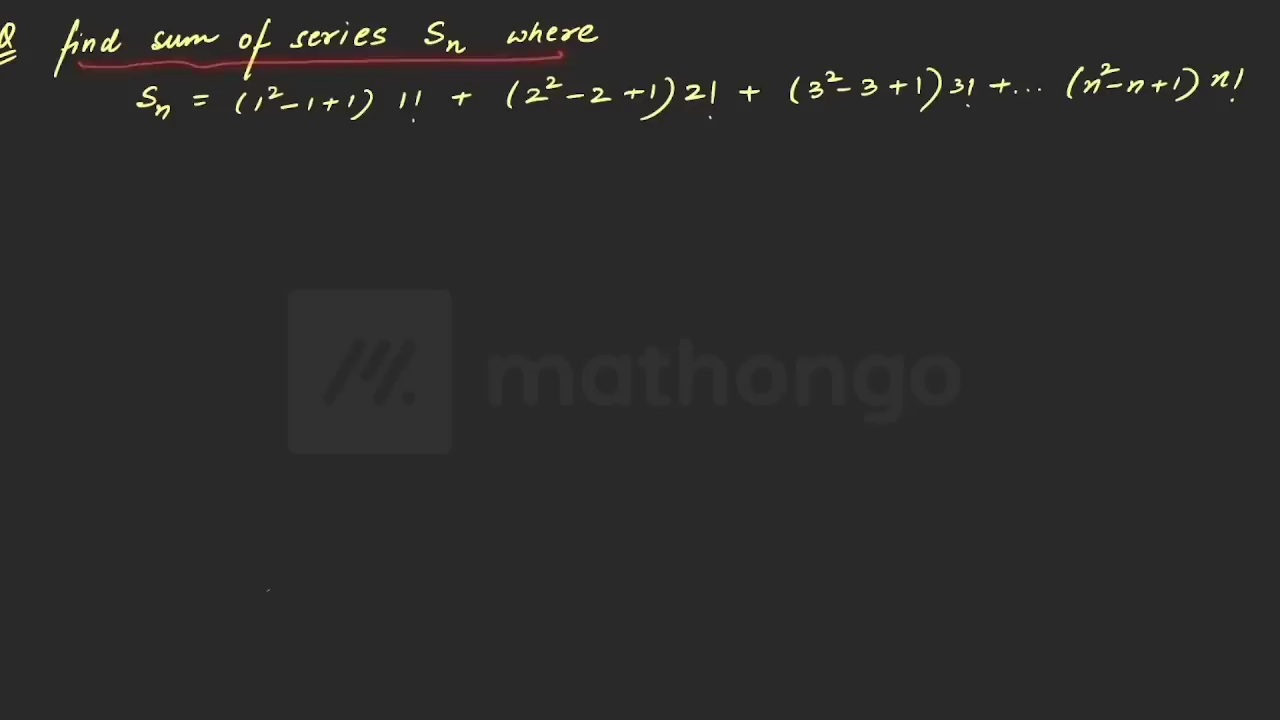 Q find sum of series Sₙ where
Sₙ = (1² - 1 + 1) 1! + (2² - 2 + 1) 2! + (3² - 3 + 1) 3! + ... (n² - n + 1) n!
mathongo